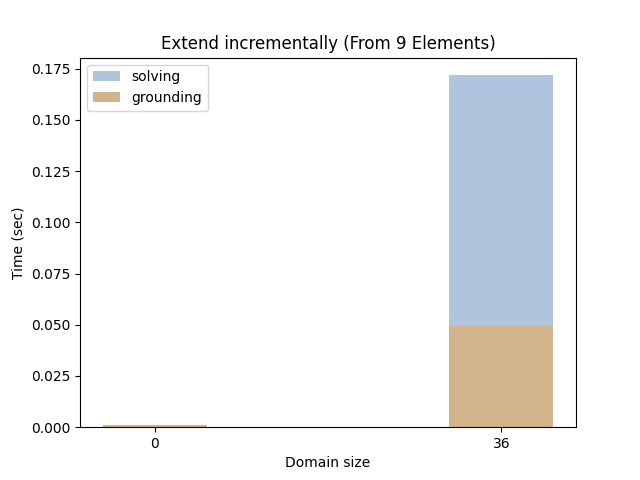 Extend incrementally (From 9 Elements)
solving
grounding
Time (sec)
0.175
0.150
0.125
0.100
0.075
0.050
0.025
0.000
0 36
Domain size